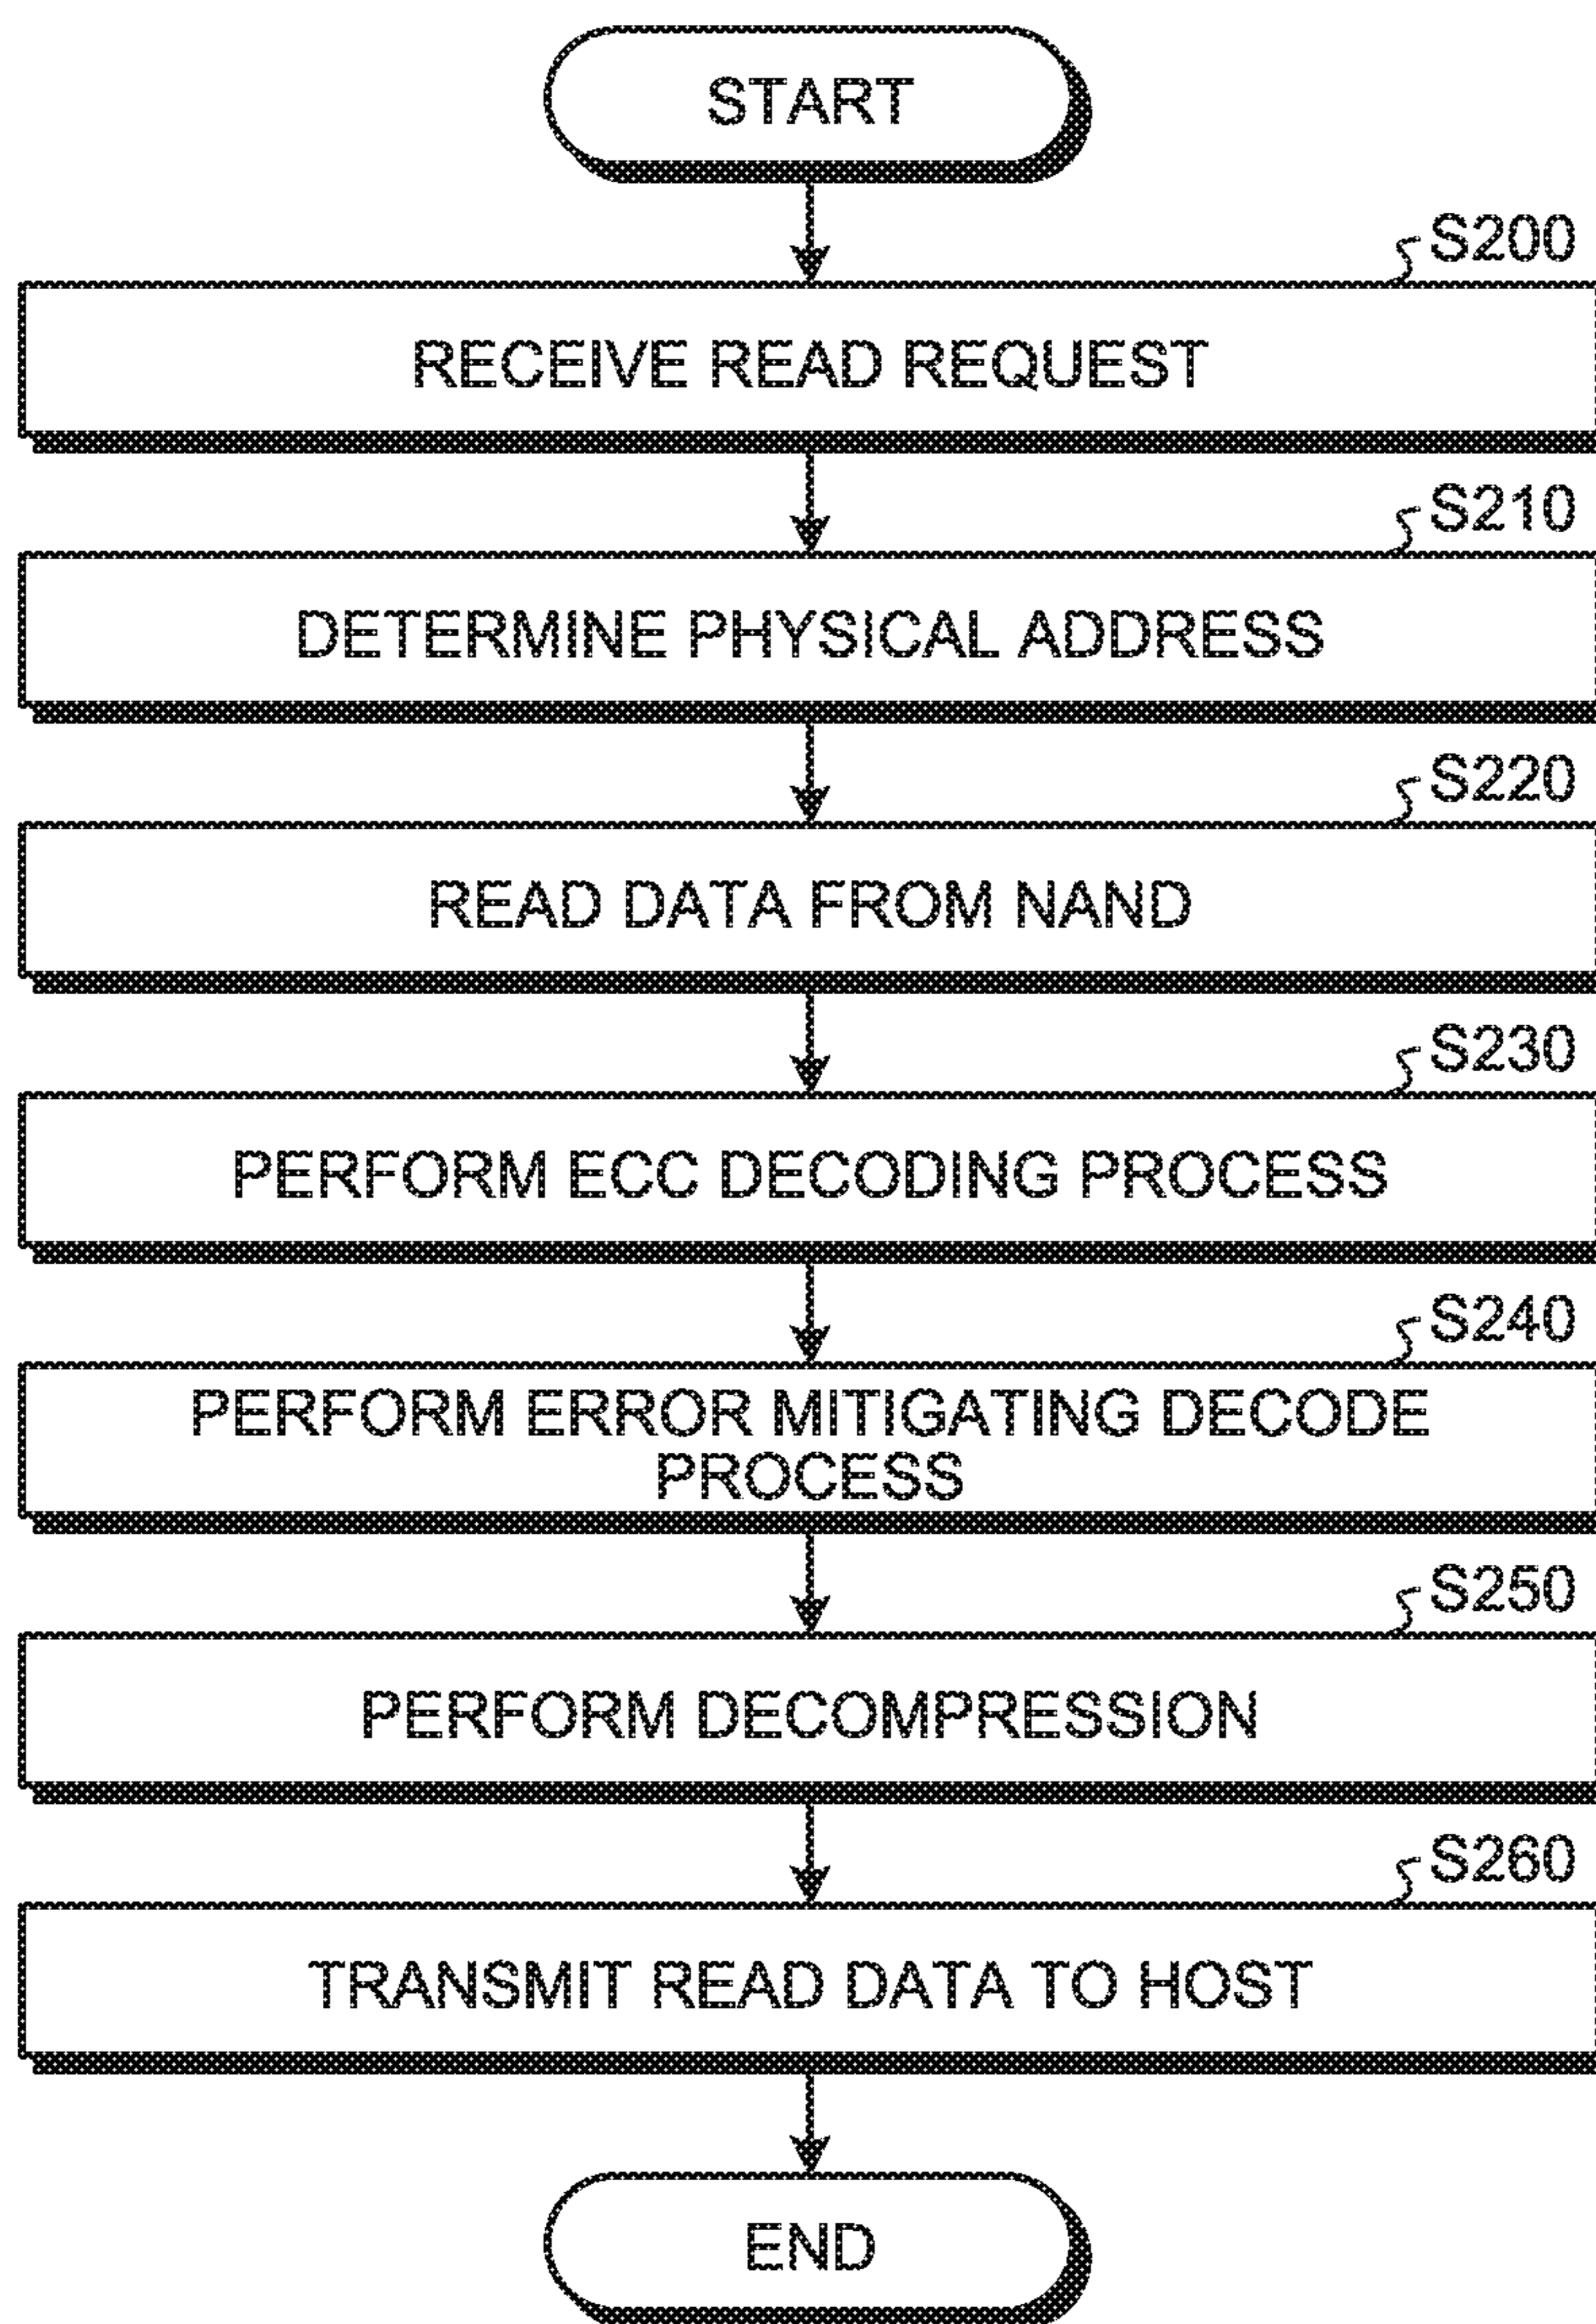 START
S200
RECEIVE READ REQUEST
S210
DETERMINE PHYSICAL ADDRESS
S220
READ DATA FROM NAND
S230
PERFORM ECC DECODING PROCESS
S240
PERFORM ERROR MITIGATING DECODE
PROCESS
S250
PERFORM DECOMPRESSION
S260
TRANSMIT READ DATA TO HOST
END